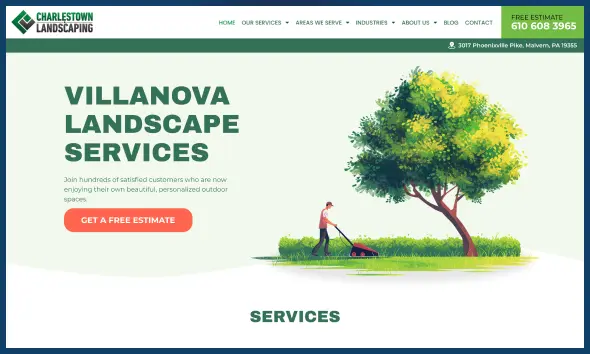 CHARLESTOWN
LANDSCAPING
HOME OUR SERVICES AREAS WE SERVE INDUSTRIES ABOUT US BLOG CONTACT
FREE ESTIMATE
610 608 3965
3017 Phoenixville Pike, Malvern, PA 19355
VILLANOVA
LANDSCAPE
SERVICES
Join hundreds of satisfied customers who are now
enjoying their own beautiful, personalized outdoor
spaces.
GET A FREE ESTIMATE
SERVICES